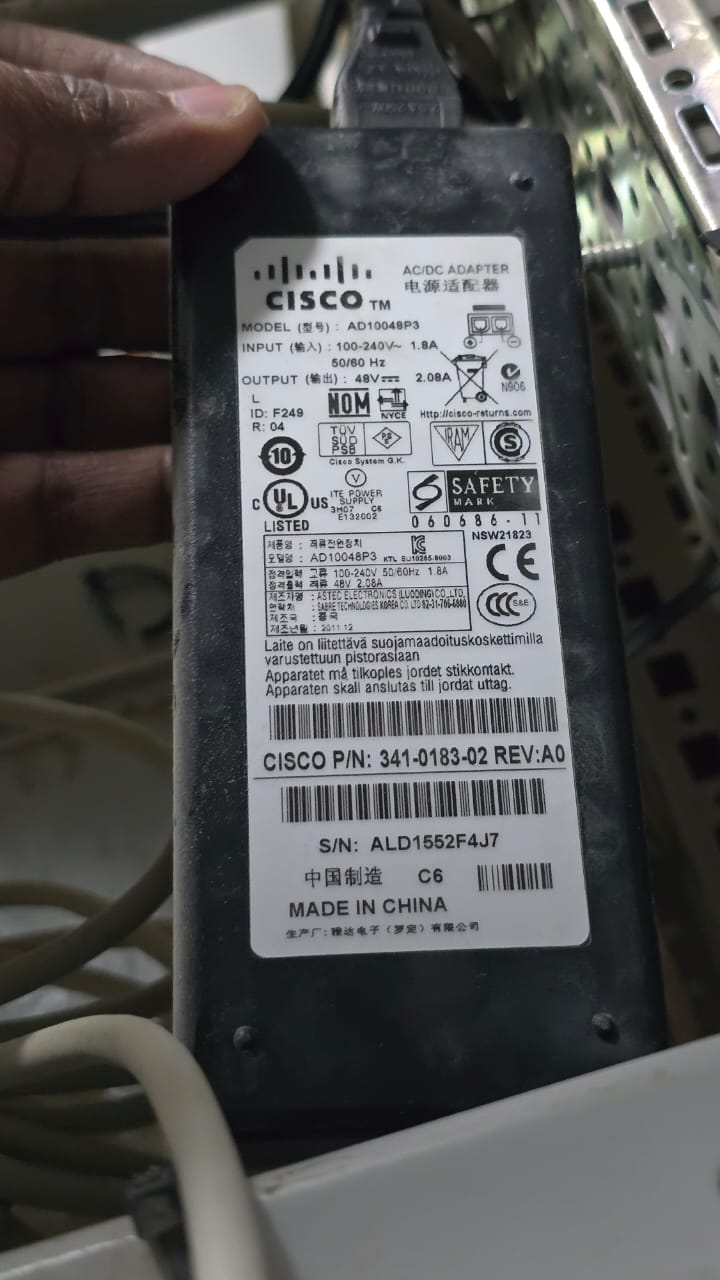 CISCO TM
AC/DC ADAPTER
电源适配器
MODEL (型号) : AD10048P3
INPUT (输入) : 100-240V~ 1.8A
50/60 Hz
OUTPUT (输出) : 48V 2.08A
L
ID: F249
R: 04
NOM
NYCE
N906
Http://cisco-returns.com
TÜV
SÜD
PSB
PS
E
Cisco System G.K.
IRAM
S
10
C UL US
LISTED
V
ITE POWER
SUPPLY
3H07 C6
E132002
SAFETY
MARK
060686-11
NSW21823
제품명 : 직류전원장치
모델명 : AD10048P3 KTL SU10265-8003
정격입력 : 교류 100-240V 50/60Hz 1.8A
정격출력 : 직류 48V 2.08A
제조자명 : ASTEC ELECTRONICS (LUODING) CO.,LTD.
연락처 : SABRE TECHNOLOGIES KOREA CO LTD
제조국 : 중국
제조년월 : 2011.12
CE
CCC S&E
Laite on liitettävä suojamaadoituskoskettimilla
varustettuun pistorasiaan
Apparatet må tilkoples jordet stikkontakt.
Apparaten skall anslutas till jordat uttag.
CISCO P/N: 341-0183-02 REV:A0
S/N: ALD1552F4J7
中国制造 C6
MADE IN CHINA
生产厂: 雅达电子 (罗定) 有限公司